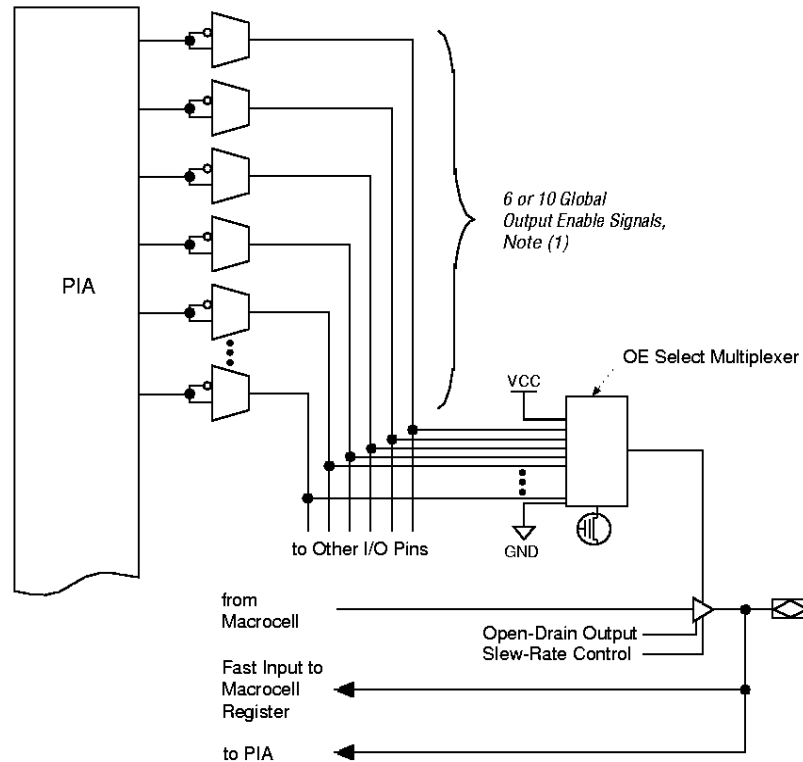 PIA
6 or 10 Global
Output Enable Signals,
Note (1)
OE Select Multiplexer
VCC
to Other I/O Pins
GND
from
Macrocell
Open-Drain Output
Slew-Rate Control
Fast Input to
Macrocell
Register
to PIA